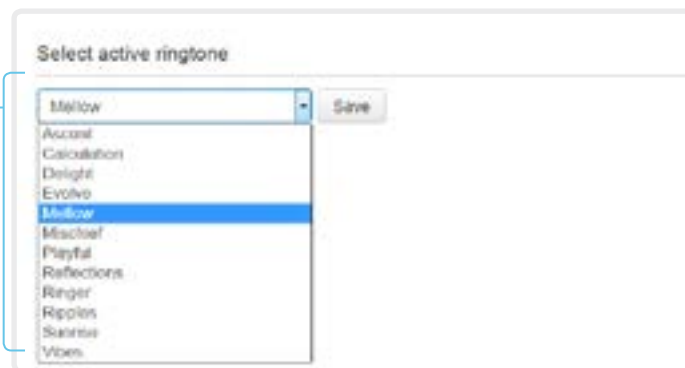 Select active ringtone
Mellow
Save
Ascent
Calculation
Delight
Evolve
Mellow
Mischief
Playful
Reflections
Ringer
Ripples
Sunrise
Vibes